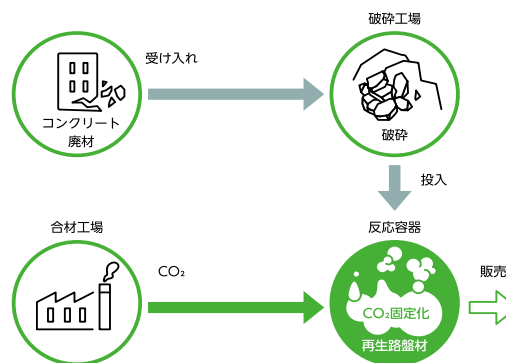 破砕工場
受け入れ
コンクリート
廃材
破砕
投入
合材工場
反応容器
CO₂
販売
CO₂固定化
再生路盤材